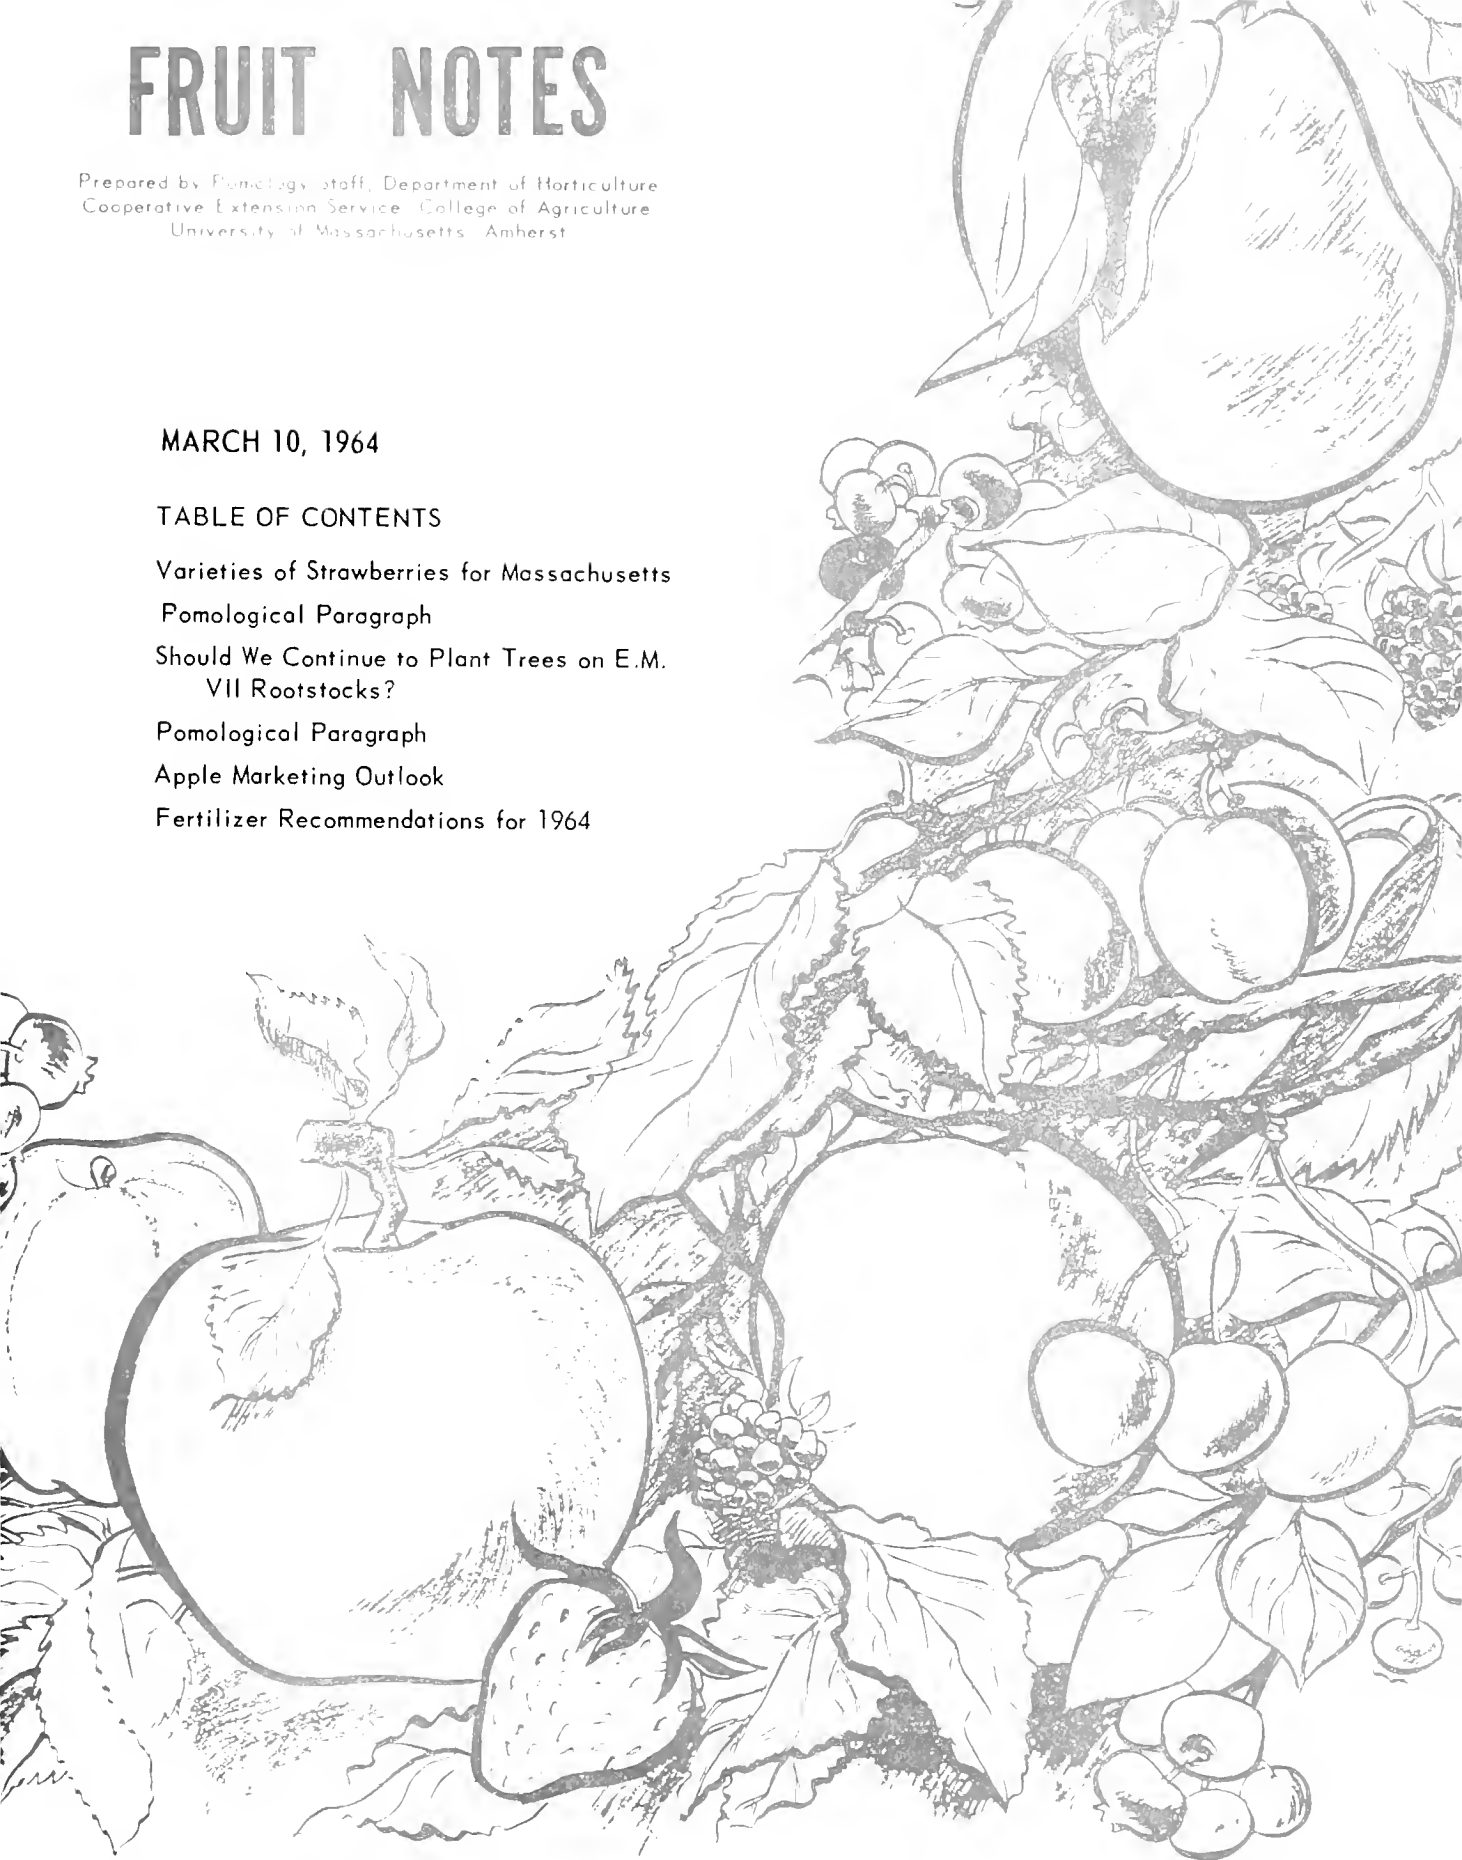 FRUIT NOTES
Prepared by Pomology Staff, Department of Horticulture
Cooperative Extension Service College of Agriculture
University of Massachusetts Amherst
MARCH 10, 1964
TABLE OF CONTENTS
Varieties of Strawberries for Massachusetts
Pomological Paragraph
Should We Continue to Plant Trees on E.M.
VII Rootstocks?
Pomological Paragraph
Apple Marketing Outlook
Fertilizer Recommendations for 1964